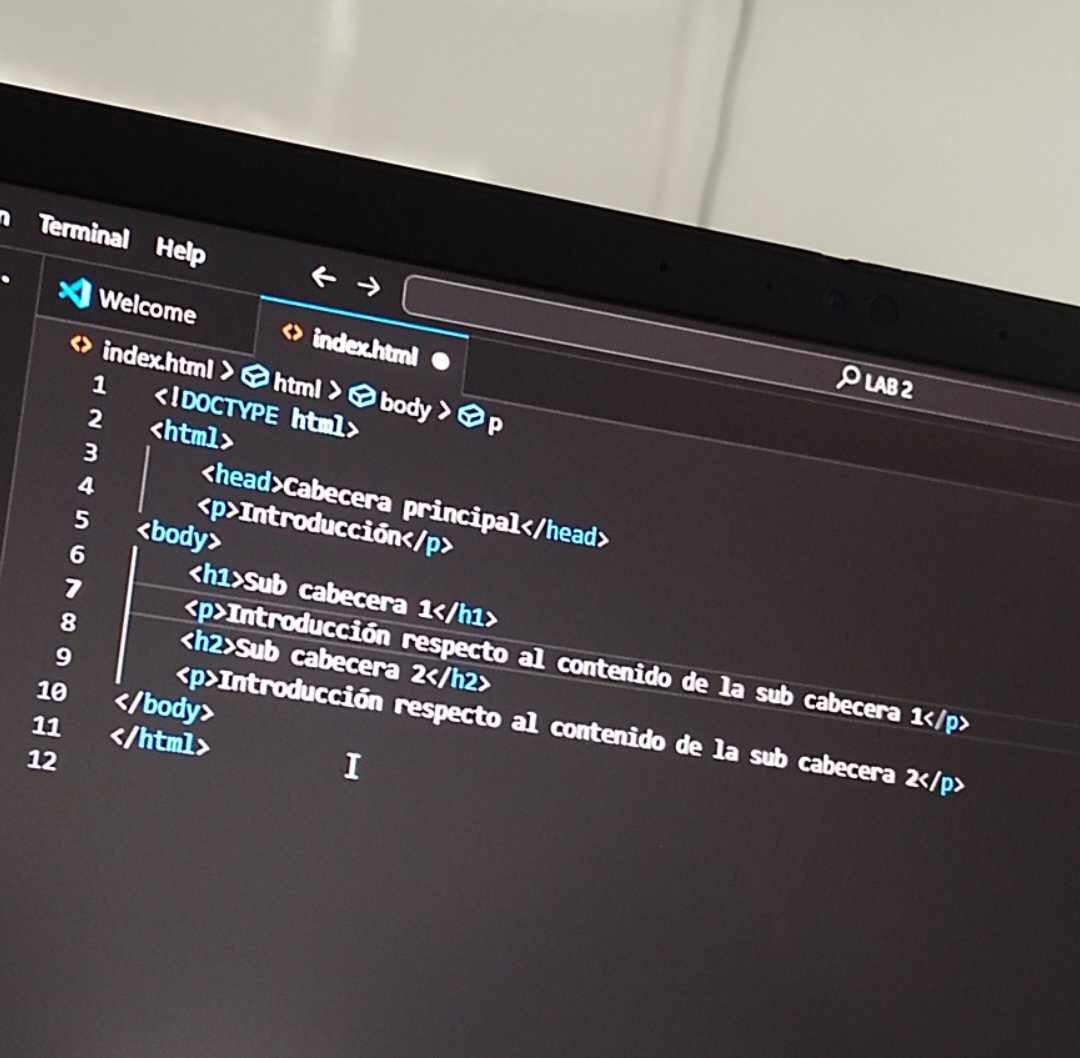 Terminal Help
LAB 2
Welcome
index.html
index.html > html > body > p
1 <!DOCTYPE html>
2 <html>
3 <head>Cabecera principal</head>
4 <p>Introducción</p>
5 <body>
6 <h1>Sub cabecera 1</h1>
7 <p>Introducción respecto al contenido de la sub cabecera 1</p>
8 <h2>Sub cabecera 2</h2>
9 <p>Introducción respecto al contenido de la sub cabecera 2</p>
10 </body>
11 </html>
12